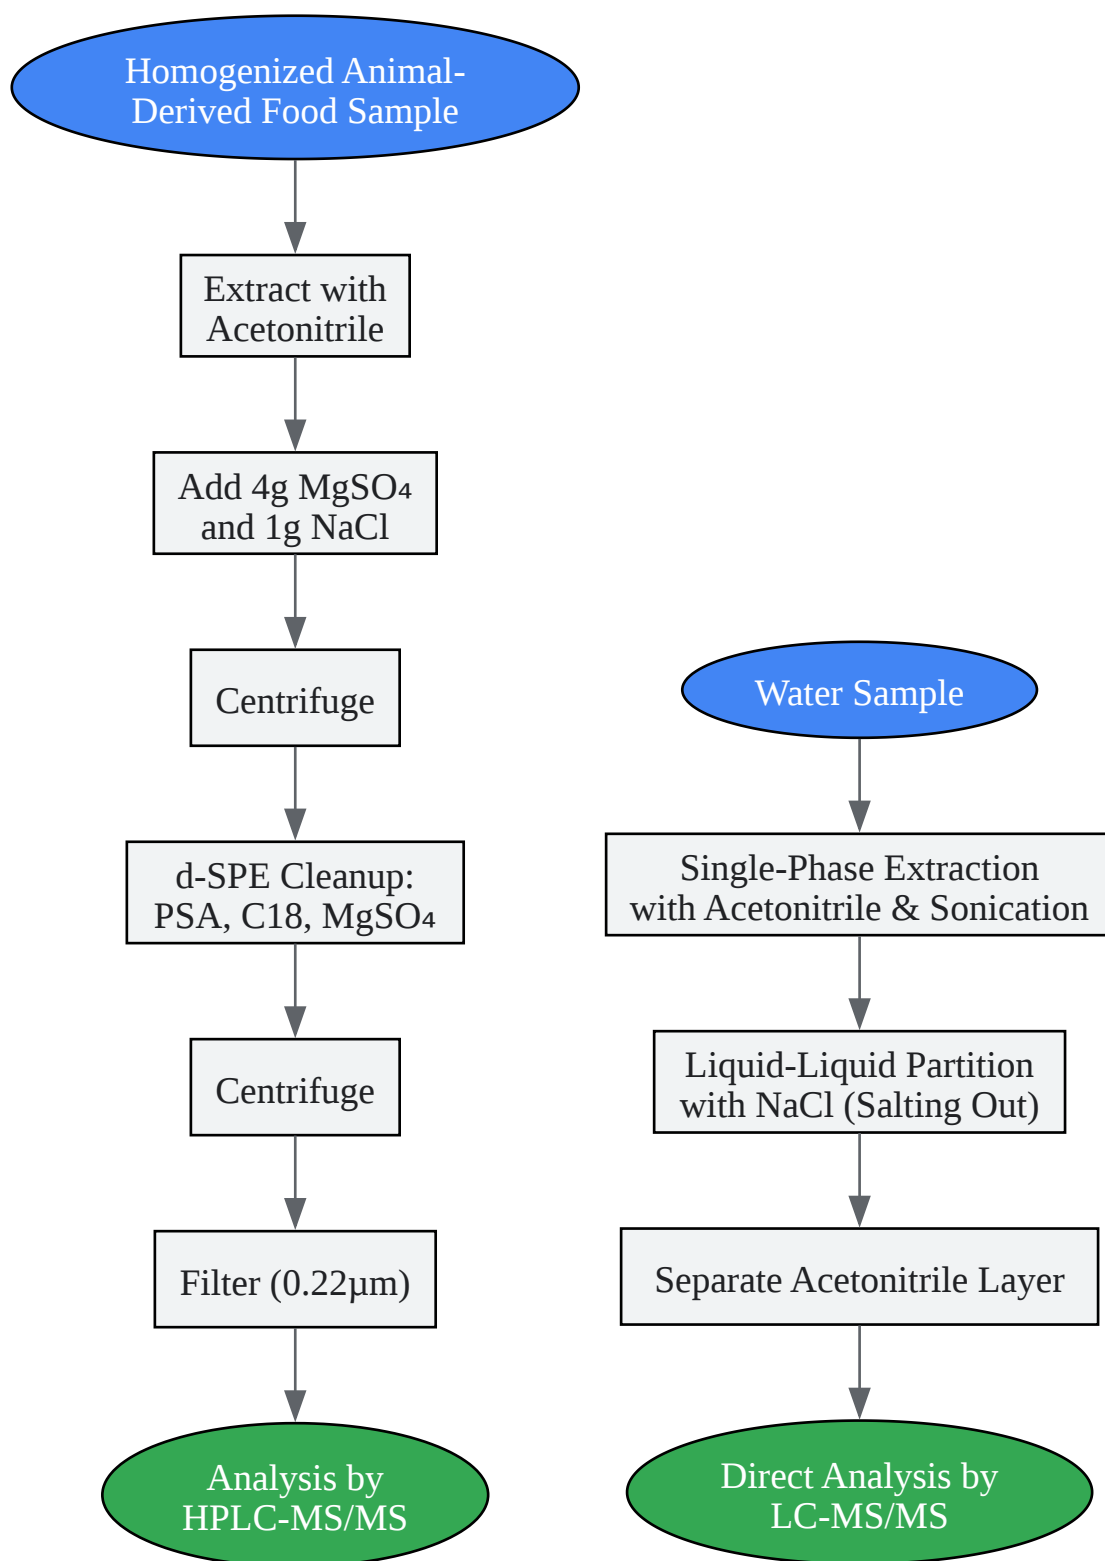 Homogenized Animal-
Derived Food Sample
Extract with
Acetonitrile
Add 4g MgSO₄
and 1g NaCl
Centrifuge
d-SPE Cleanup:
PSA, C18, MgSO₄
Centrifuge
Filter (0.22µm)
Analysis by
HPLC-MS/MS
Water Sample
Single-Phase Extraction
with Acetonitrile & Sonication
Liquid-Liquid Partition
with NaCl (Salting Out)
Separate Acetonitrile Layer
Direct Analysis by
LC-MS/MS